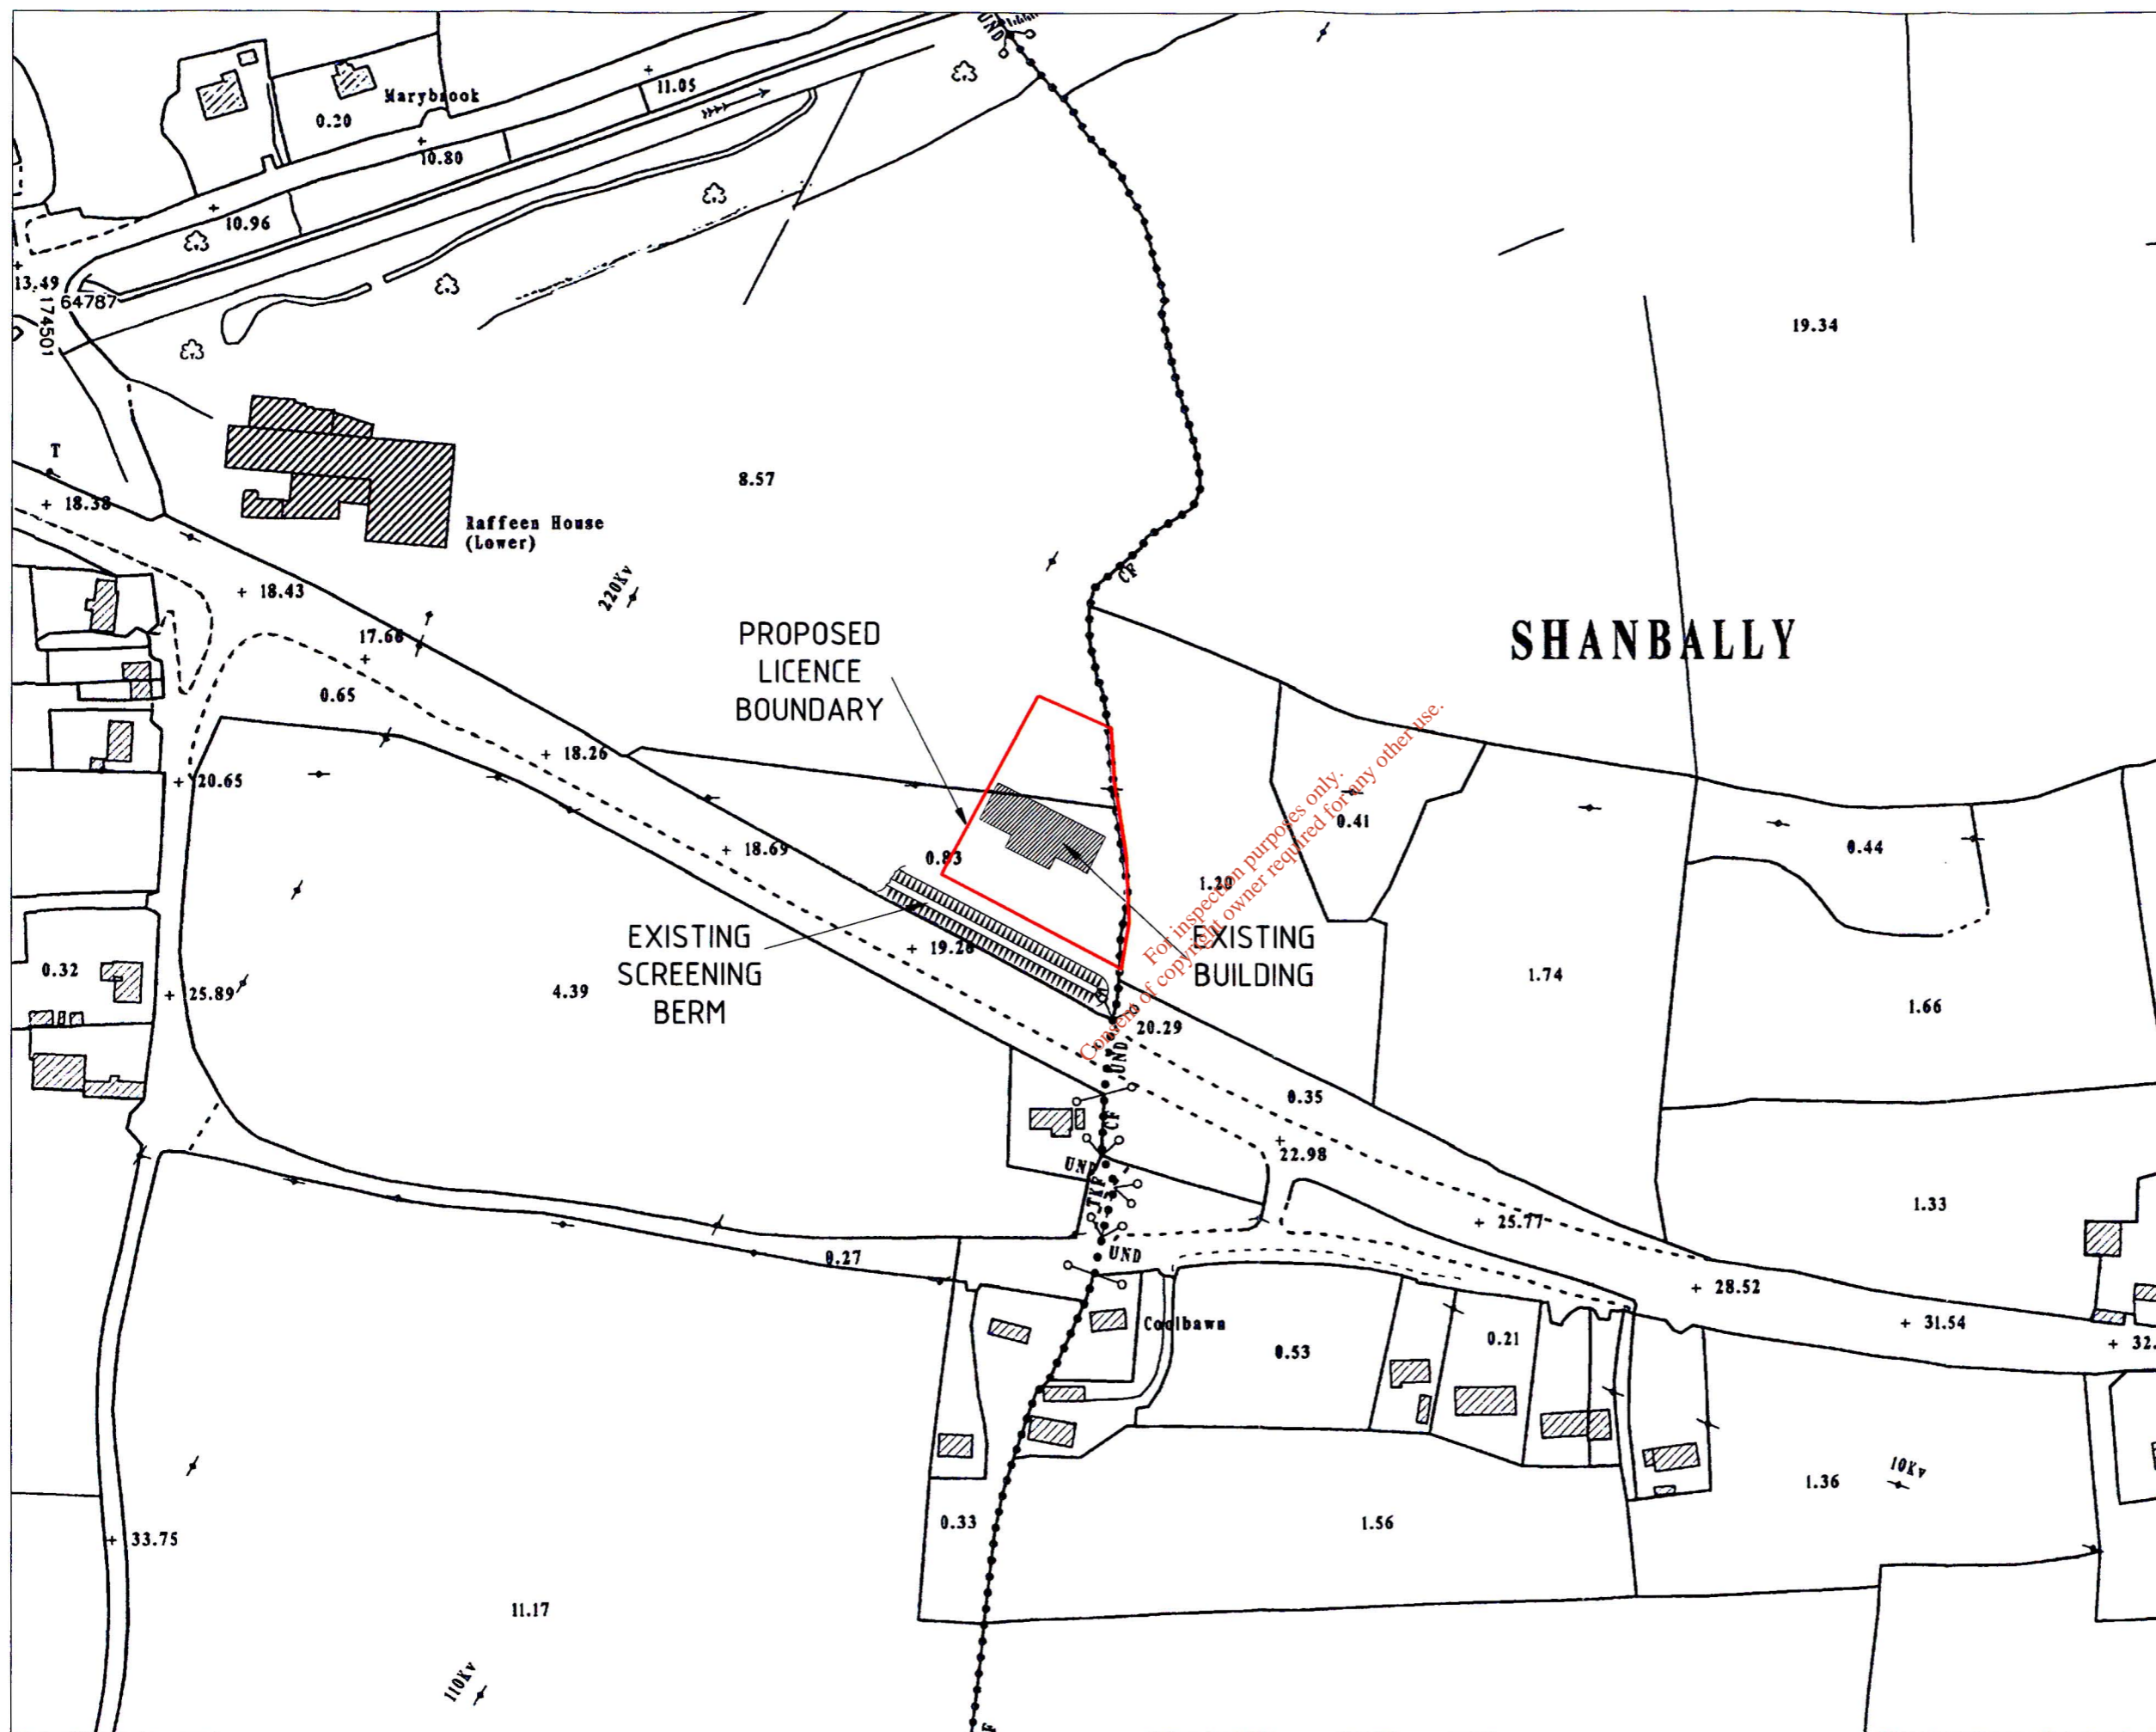 UND
Marybrook
11.05
0.20
10.80
10.96
13.49
64787
174501
19.34
T
18.38
8.57
Raffeen House
(Lower)
18.43
220Kv
CF
17.66
PROPOSED
LICENCE
BOUNDARY
SHANBALLY
0.65
18.26
20.65
18.69
0.83
0.41
0.44
1.20
For inspection purposes only.
Consent of copyright owner required for any other use.
EXISTING
SCREENING
BERM
19.28
EXISTING
BUILDING
0.32
25.89
4.39
1.74
1.66
20.29
UND
0.35
CF
22.98
UND
TKF
1.33
25.77
UND
0.27
28.52
Coolbawn
31.54
0.53
0.21
32.
1.36
10Kv
0.33
1.56
33.75
11.17
110Kv